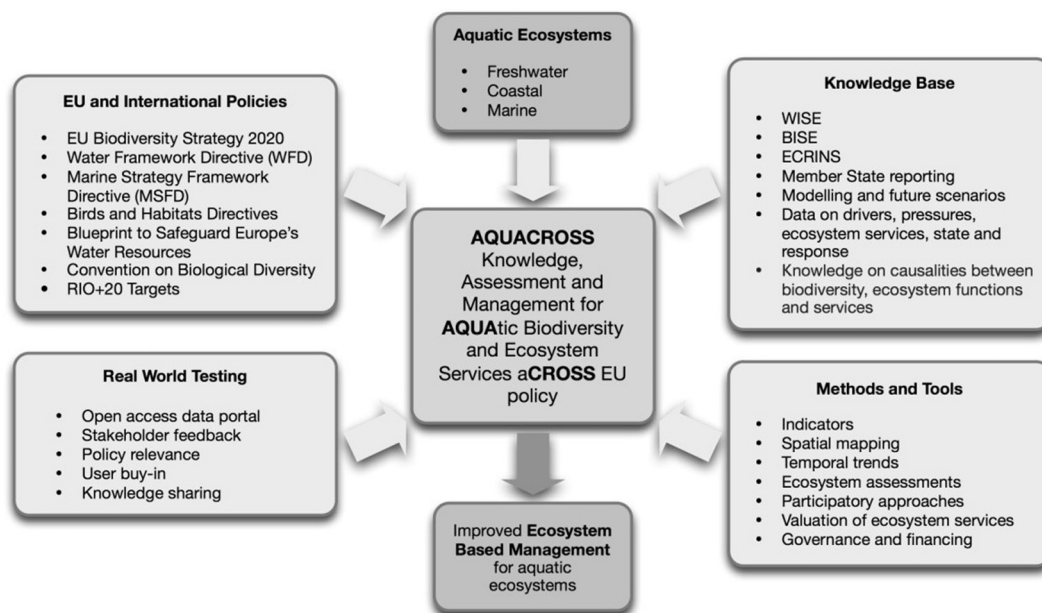 Aquatic Ecosystems
• Freshwater
• Coastal
• Marine
EU and International Policies
• EU Biodiversity Strategy 2020
• Water Framework Directive (WFD)
• Marine Strategy Framework
Directive (MSFD)
• Birds and Habitats Directives
• Blueprint to Safeguard Europe's
Water Resources
• Convention on Biological Diversity
• RIO+20 Targets
Knowledge Base
• WISE
• BISE
• ECRINS
• Member State reporting
• Modelling and future scenarios
• Data on drivers, pressures,
ecosystem services, state and
response
• Knowledge on causalities between
biodiversity, ecosystem functions
and services
AQUACROSS
Knowledge,
Assessment and
Management for
AQUAtic Biodiversity
and Ecosystem
Services aCROSS EU
policy
Real World Testing
• Open access data portal
• Stakeholder feedback
• Policy relevance
• User buy-in
• Knowledge sharing
Methods and Tools
• Indicators
• Spatial mapping
• Temporal trends
• Ecosystem assessments
• Participatory approaches
• Valuation of ecosystem services
• Governance and financing
Improved Ecosystem
Based Management
for aquatic
ecosystems